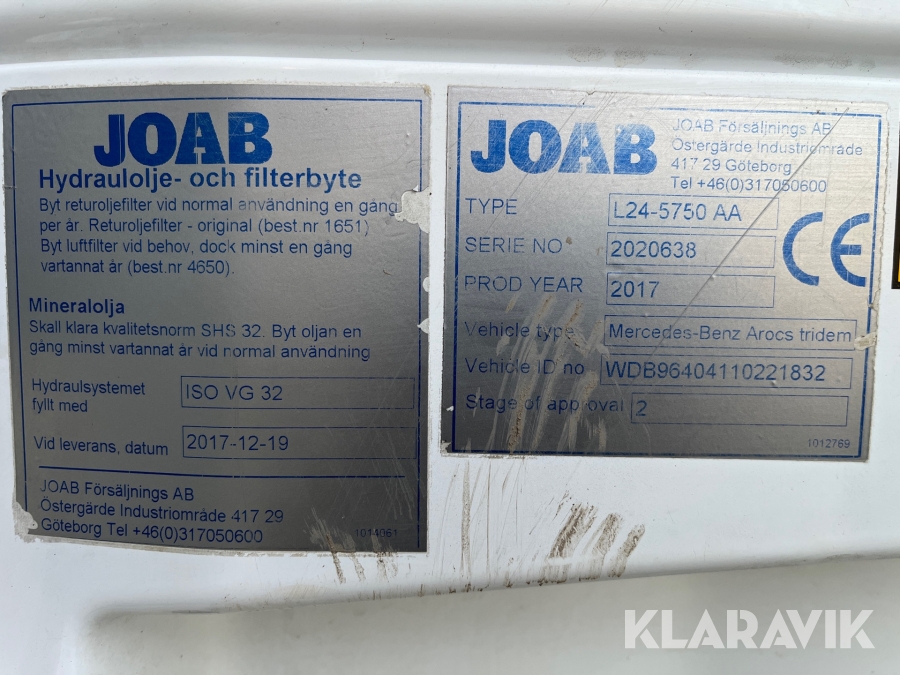 JOAB
Hydraulolje- och filterbyte
Byt returoljefilter vid normal användning en gång
per år. Returoljefilter - original (best.nr 1651)
Byt luftfilter vid behov, dock minst en gång
vartannat år (best.nr 4650).
Mineralolja
Skall klara kvalitetsnorm SHS 32. Byt oljan en
gång minst vartannat år vid normal användning
Hydraulsystemet
fyllt med
ISO VG 32
Vid leverans, datum
2017-12-19
JOAB Försäljnings AB
Östergärde Industriområde 417 29
Göteborg Tel +46(0)317050600
1014061
JOAB
JOAB Försäljnings AB
Östergärde Industriområde
417 29 Göteborg
Tel +46(0)317050600
TYPE L24-5750 AA
SERIE NO 2020638
PROD YEAR 2017
CE
Vehicle type Mercedes-Benz Arocs tridem
Vehicle ID no WDB96404110221832
Stage of approval 2
1012769
KLARAVIK